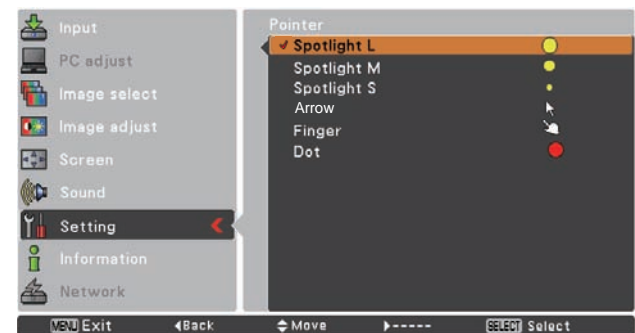 Input
PC adjust
Image select
Image adjust
Screen
Sound
Setting
Information
Network
Pointer
Spotlight L
Spotlight M
Spotlight S
Arrow
Finger
Dot
MENU Exit ◀Back Move ▶----- SELECT Select